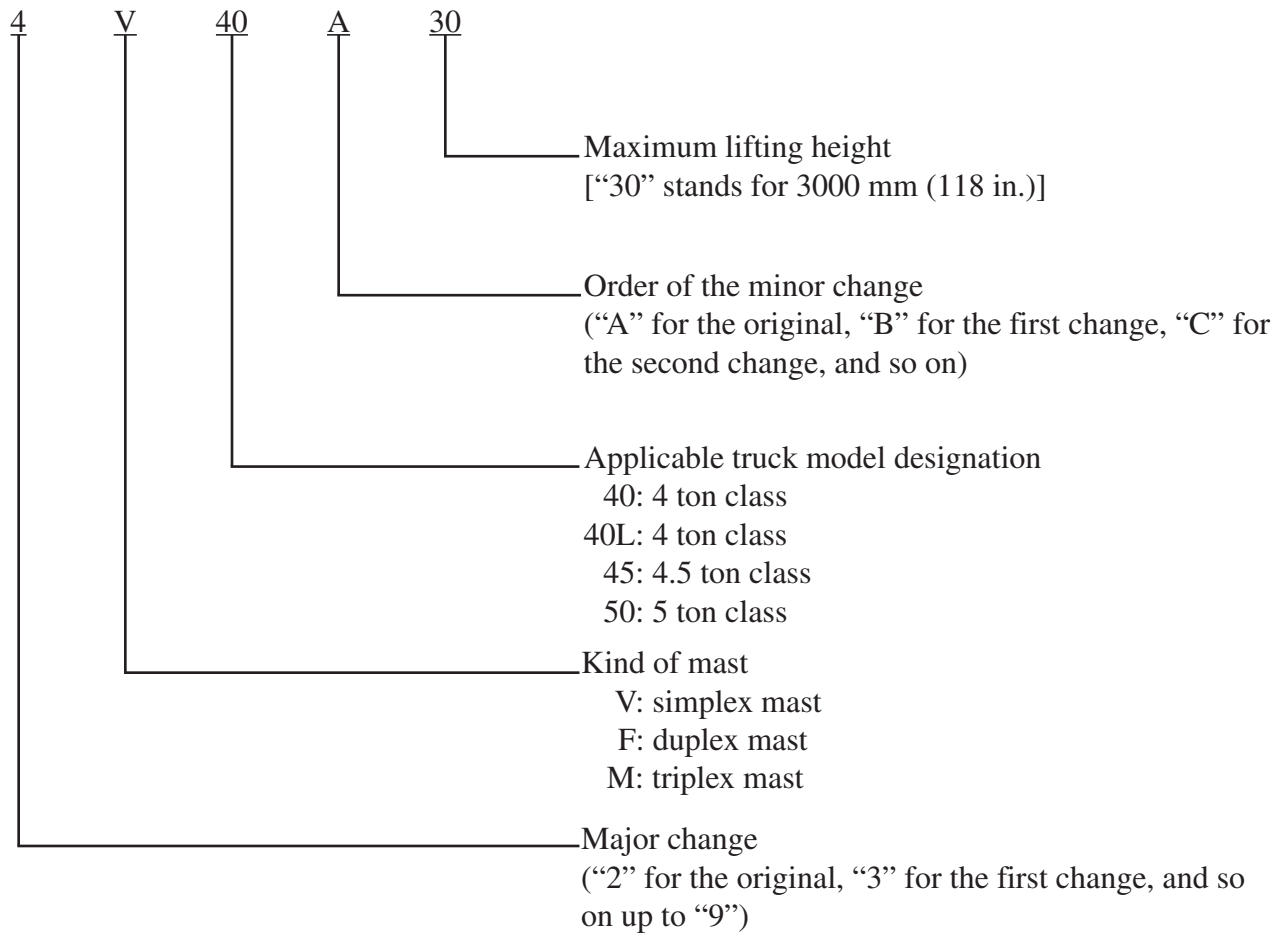 4 V 40 A 30
Maximum lifting height
[“30” stands for 3000 mm (118 in.)]
Order of the minor change
(“A” for the original, “B” for the first change, “C” for
the second change, and so on)
Applicable truck model designation
40: 4 ton class
40L: 4 ton class
45: 4.5 ton class
50: 5 ton class
Kind of mast
V: simplex mast
F: duplex mast
M: triplex mast
Major change
(“2” for the original, “3” for the first change, and so
on up to “9”)